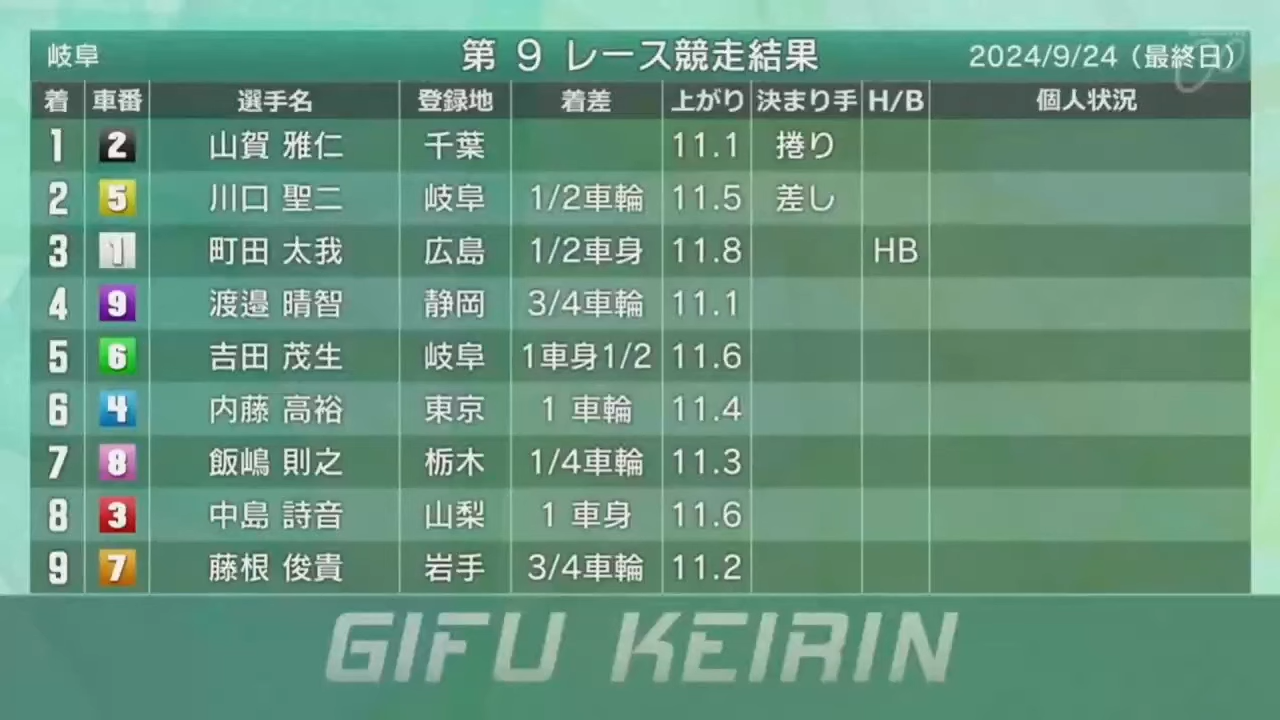 岐阜 第 9 レース競走結果 2024/9/24（最終日）
着 車番 選手名 登録地 着差 上がり 決まり手 H/B 個人状況
1 2 山賀 雅仁 千葉 11.1 捲り
2 5 川口 聖二 岐阜 1/2車輪 11.5 差し
3 1 町田 太我 広島 1/2車身 11.8 HB
4 9 渡邉 晴智 静岡 3/4車輪 11.1
5 6 吉田 茂生 岐阜 1車身1/2 11.6
6 4 内藤 高裕 東京 1 車輪 11.4
7 8 飯嶋 則之 栃木 1/4車輪 11.3
8 3 中島 詩音 山梨 1 車身 11.6
9 7 藤根 俊貴 岩手 3/4車輪 11.2
GIFU KEIRIN